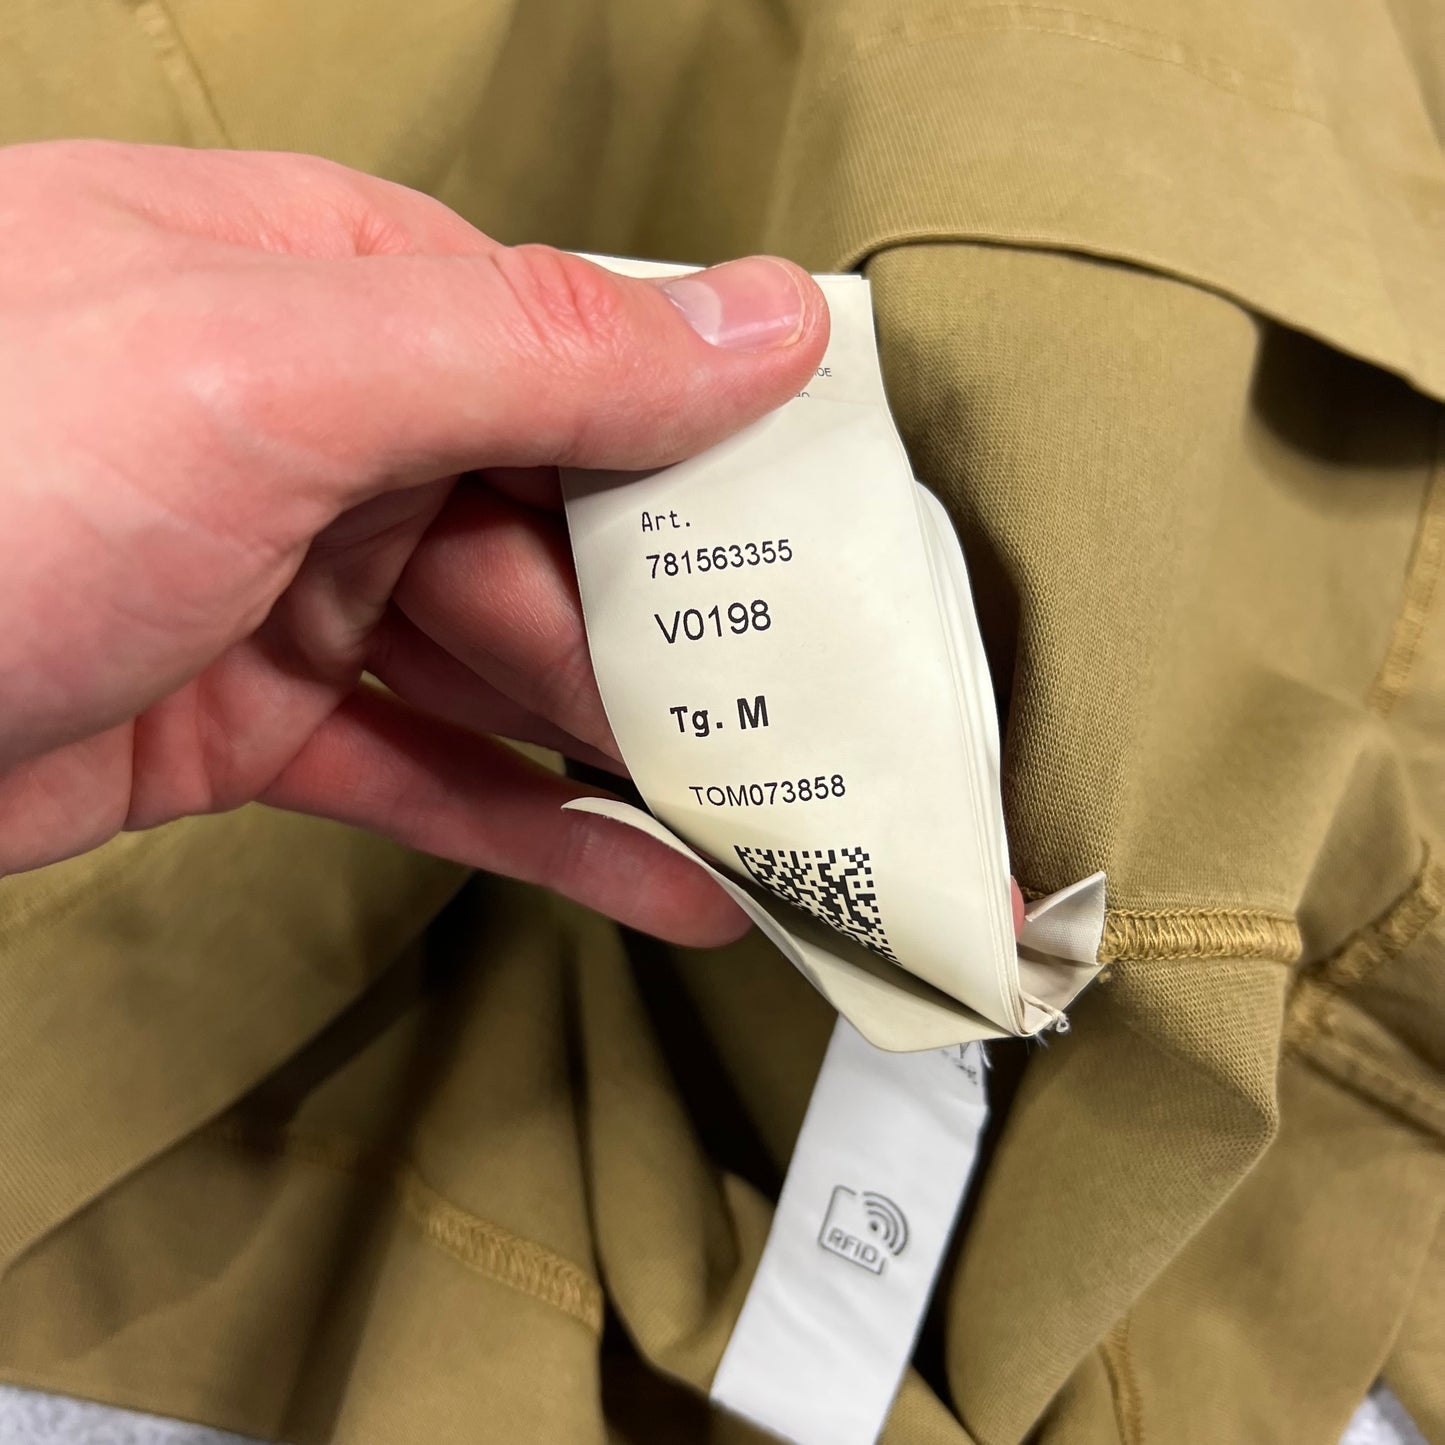 Art.
781563355
V0198
Tg. M
TOM073858
RFID